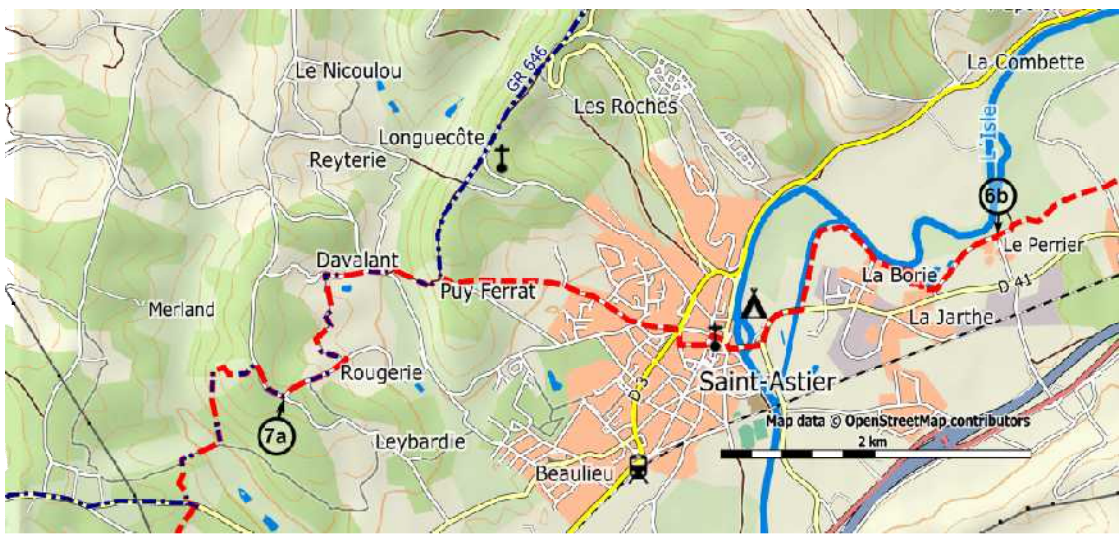 La Combette
Le Nicoulou
GR 646
Les Roches
Longuecôte
L'Isle
Reyterie
6b
Le Perrier
Davalant
La Borie
Puy-Ferrat
D 41
Merland
La Jarthe
Rougerie
Saint-Astier
D 3
7a
Leybardie
Map data © OpenStreetMap contributors
2 km
Beaulieu